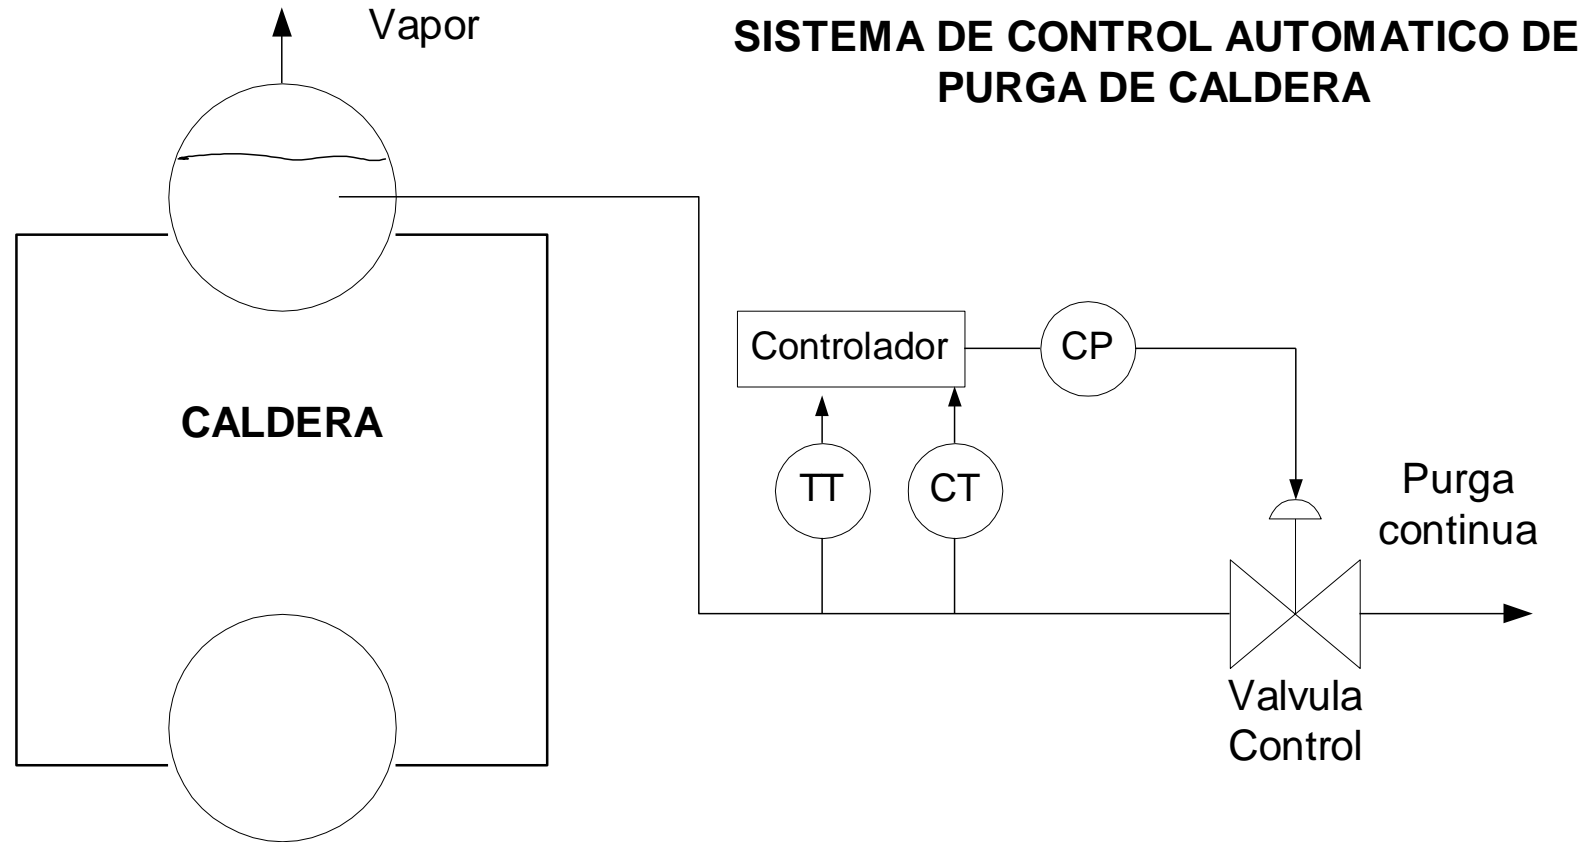 Vapor
SISTEMA DE CONTROL AUTOMATICO DE
PURGA DE CALDERA
Controlador
CP
CALDERA
TT
CT
Purga
continua
Valvula
Control